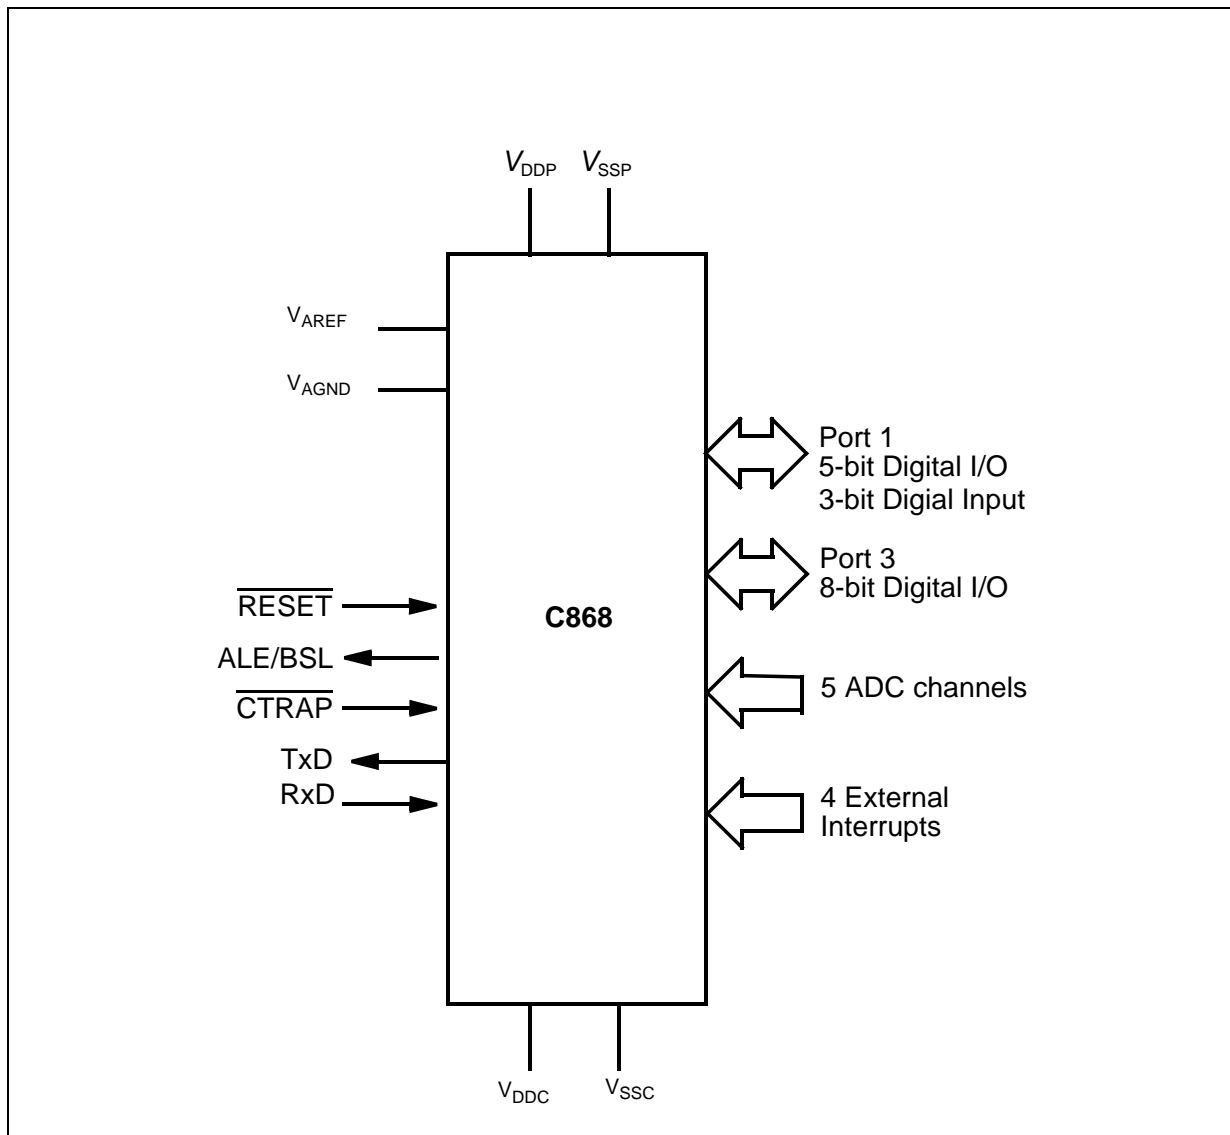 VDDP VSSP
VAREF
VAGND
Port 1
5-bit Digital I/O
3-bit Digial Input
Port 3
8-bit Digital I/O
RESET
C868
ALE/BSL
5 ADC channels
CTRAP
TxD
RxD
4 External
Interrupts
VDDC VSSC